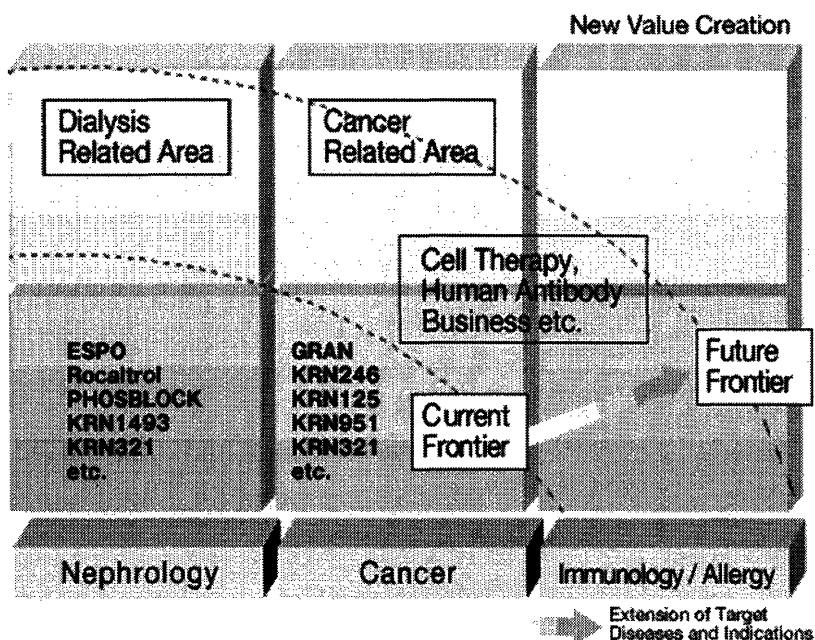 New Value Creation
Dialysis
Related Area
Cancer
Related Area
Cell Therapy,
Human Antibody
Business etc.
ESPO
Rocaltrol
PHOSBLOCK
KRN1493
KRN321
etc.
GRAN
KRN246
KRN125
KRN951
KRN321
etc.
Current
Frontier
Future
Frontier
Nephrology
Cancer
Immunology / Allergy
Extension of Target
Diseases and Indications